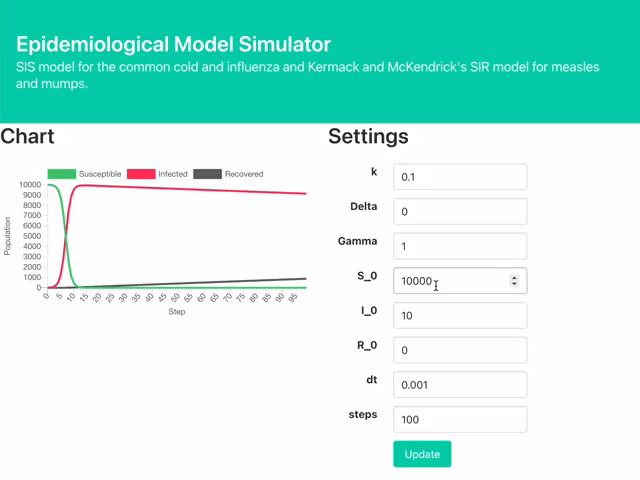 Epidemiological Model Simulator
SIS model for the common cold and influenza and Kermack and McKendrick's SIR model for measles
and mumps.
Chart
Susceptible Infected Recovered
10000
9000
8000
7000
6000
5000
4000
3000
2000
1000
0
Population
0 5 10 15 20 25 30 35 40 45 50 55 60 65 70 75 80 85 90 95
Step
Settings
k 0.1
Delta 0
Gamma 1
S_0 10000
I_0 10
R_0 0
dt 0.001
steps 100
Update